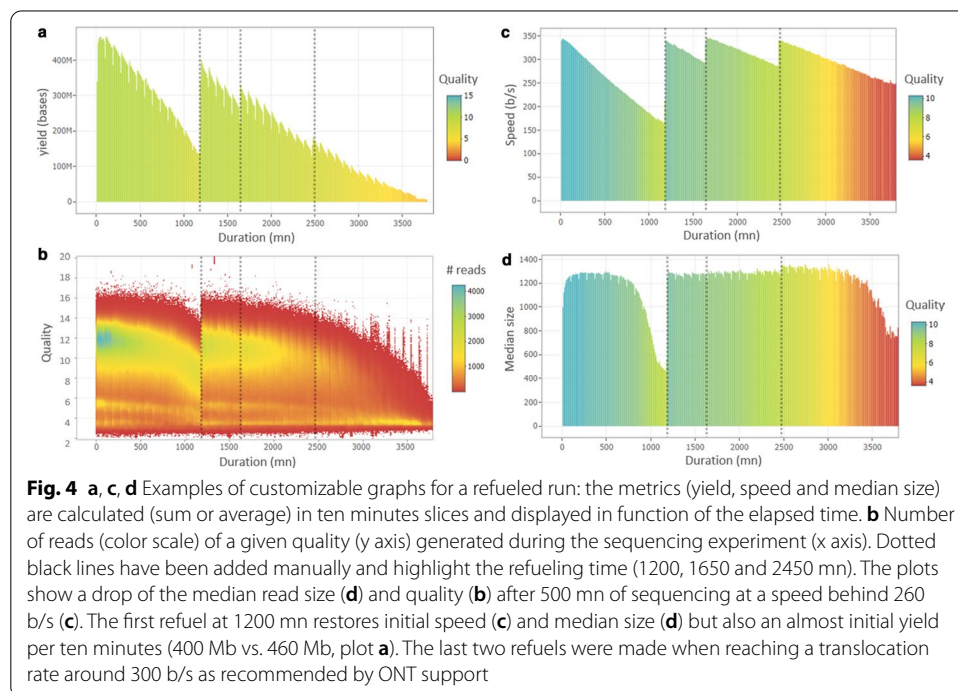 a
400M
300M
200M
100M
0
yield (bases)
0 500 1000 1500 2000 2500 3000 3500
Duration (mn)
Quality
15
10
5
0
c
350
300
250
200
150
100
50
0
Speed (b/s)
0 500 1000 1500 2000 2500 3000 3500
Duration (mn)
Quality
10
8
6
4
b
20
18
16
14
12
10
8
6
4
2
Quality
0 500 1000 1500 2000 2500 3000 3500
Duration (mn)
# reads
4000
3000
2000
1000
d
1400
1200
1000
800
600
400
200
0
Median size
0 500 1000 1500 2000 2500 3000 3500
Duration (mn)
Quality
10
8
6
4
Fig. 4 a, c, d Examples of customizable graphs for a refueled run: the metrics (yield, speed and median size)
are calculated (sum or average) in ten minutes slices and displayed in function of the elapsed time. b Number
of reads (color scale) of a given quality (y axis) generated during the sequencing experiment (x axis). Dotted
black lines have been added manually and highlight the refueling time (1200, 1650 and 2450 mn). The plots
show a drop of the median read size (d) and quality (b) after 500 mn of sequencing at a speed behind 260
b/s (c). The first refuel at 1200 mn restores initial speed (c) and median size (d) but also an almost initial yield
per ten minutes (400 Mb vs. 460 Mb, plot a). The last two refuels were made when reaching a translocation
rate around 300 b/s as recommended by ONT support